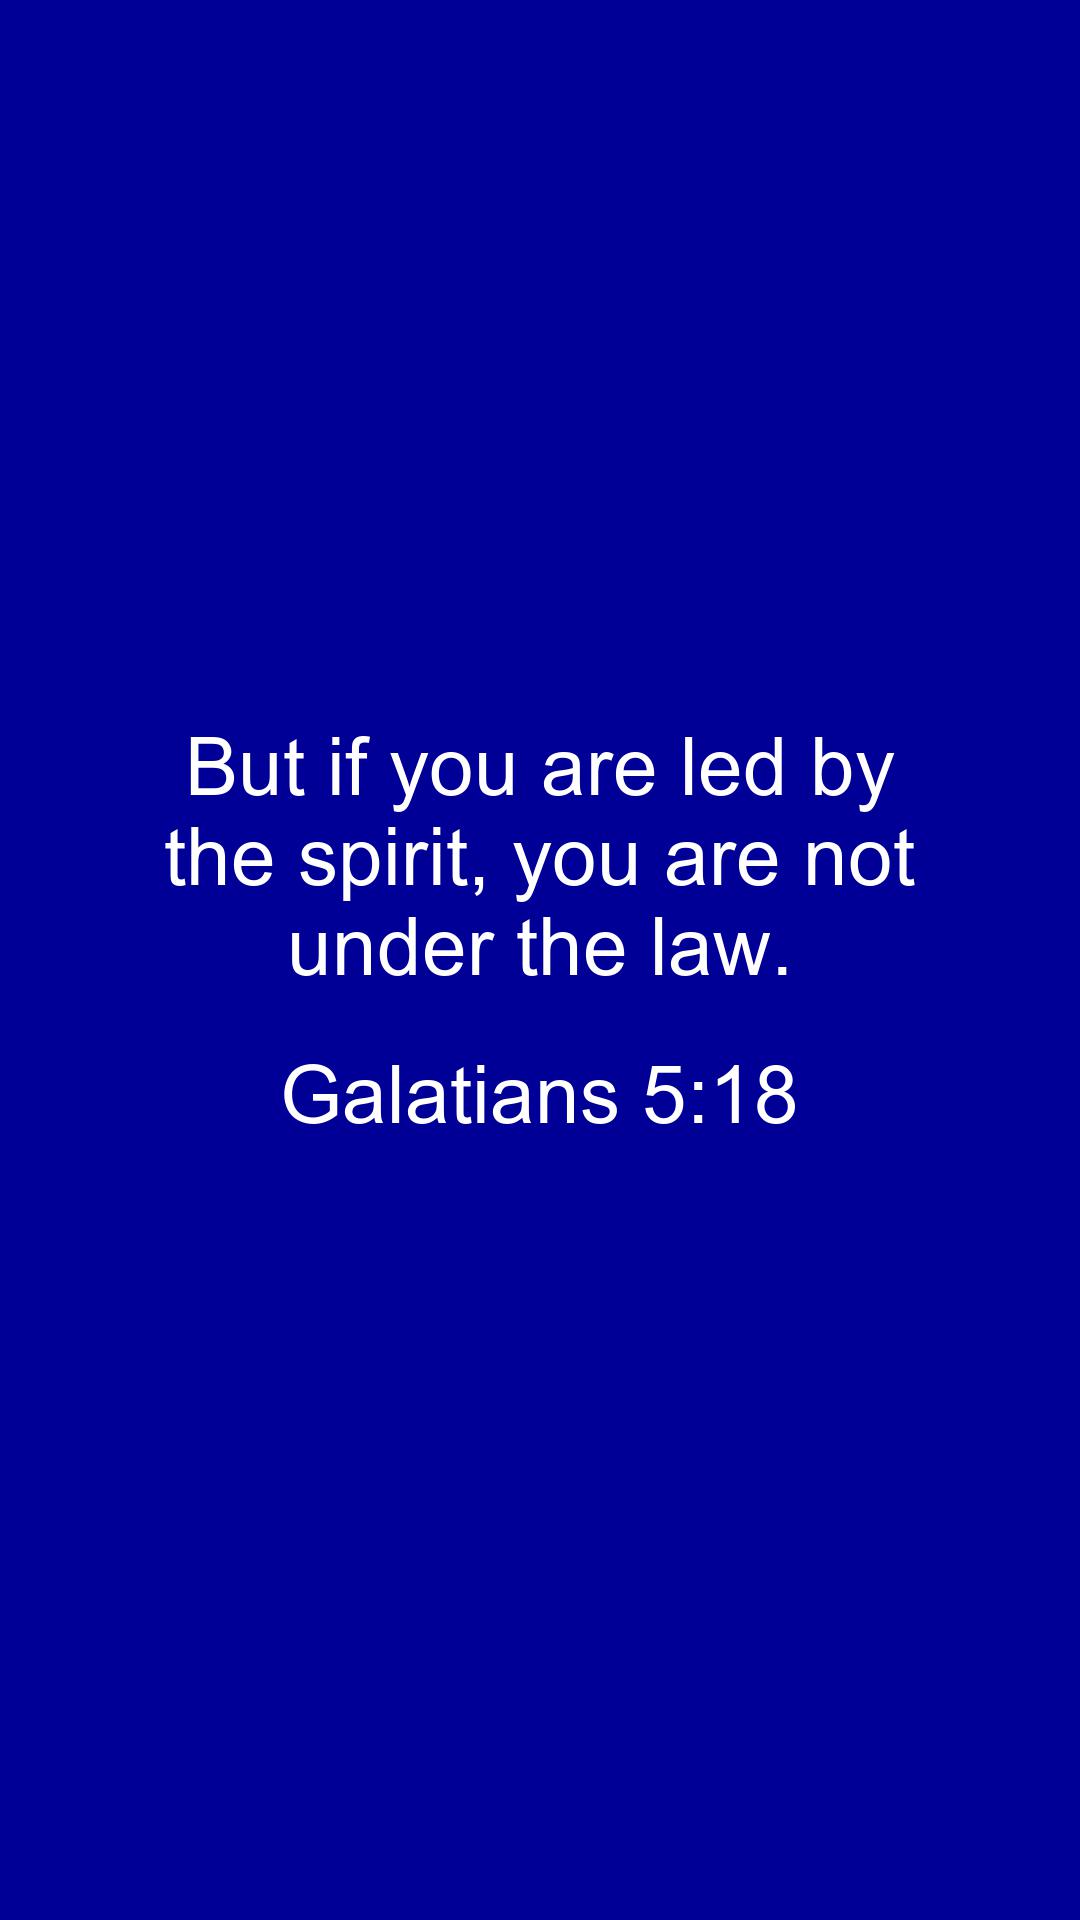 But if you are led by
the spirit, you are not
under the law.
Galatians 5:18